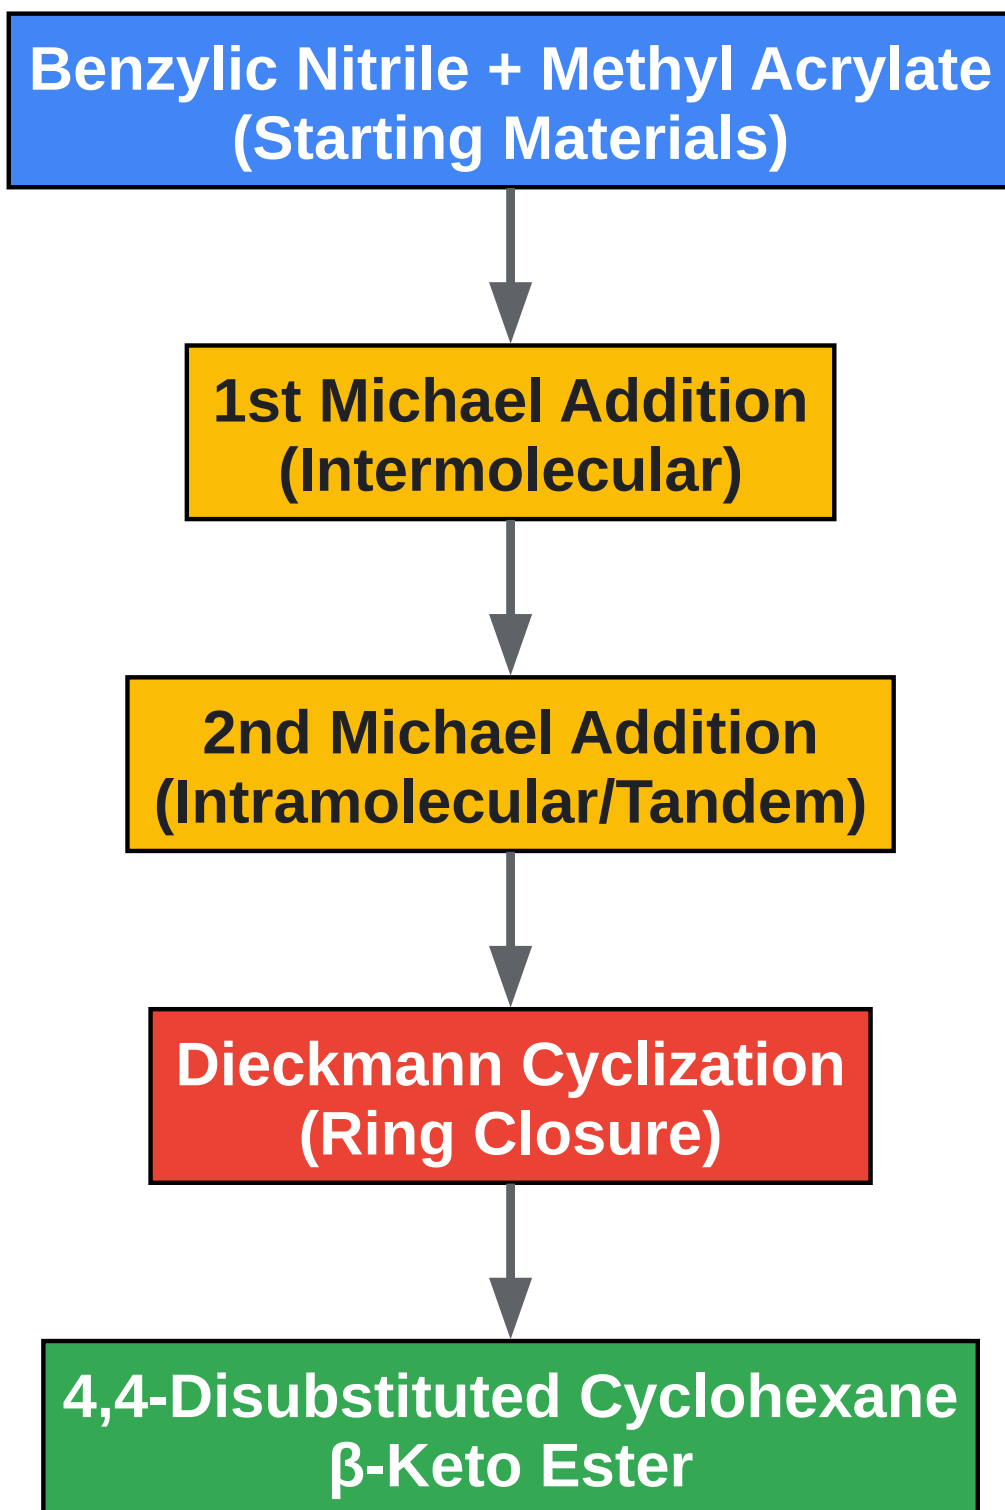 Benzylic Nitrile + Methyl Acrylate
(Starting Materials)
1st Michael Addition
(Intermolecular)
2nd Michael Addition
(Intramolecular/Tandem)
Dieckmann Cyclization
(Ring Closure)
4,4-Disubstituted Cyclohexane
β-Keto Ester